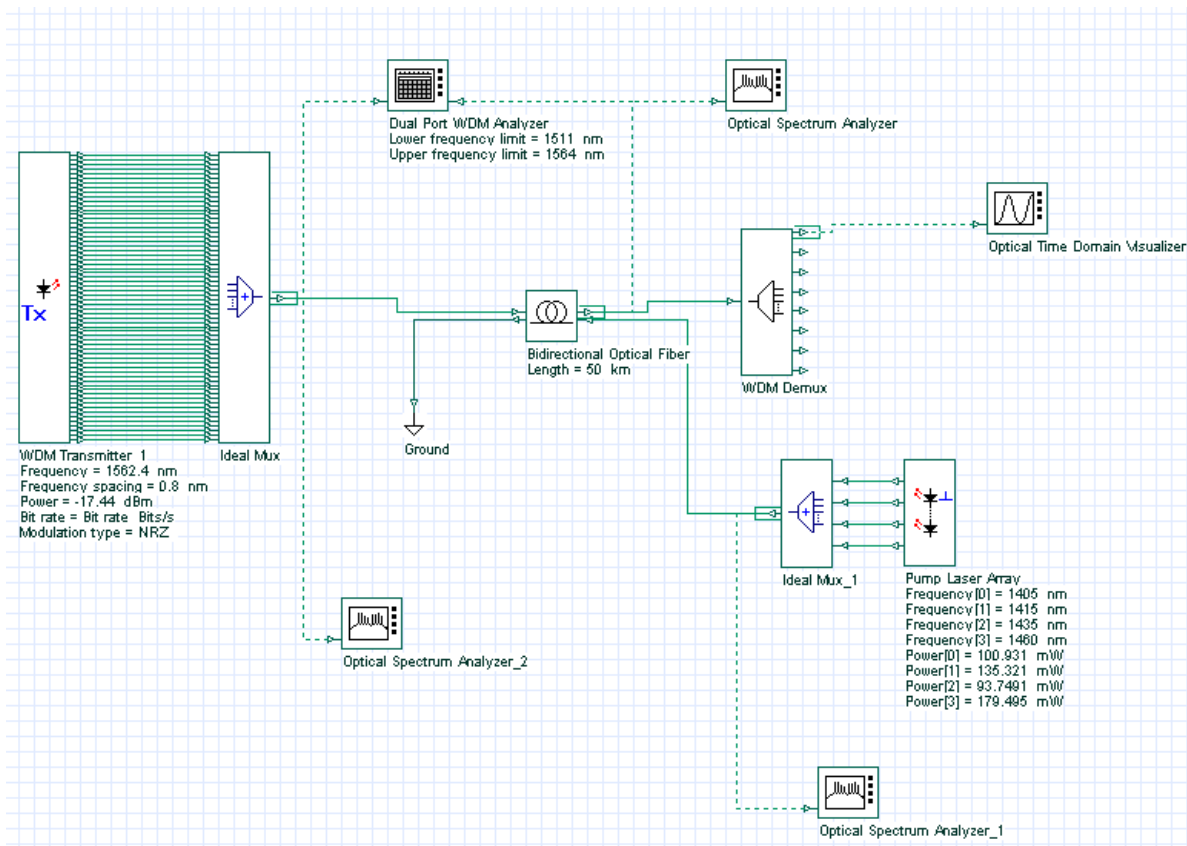 Dual Port WDM Analyzer
Lower frequency limit = 1511 nm
Upper frequency limit = 1564 nm
Optical Spectrum Analyzer
Optical Time Domain Visualizer
Tx
Bidirectional Optical Fiber
Length = 50 km
WDM Demux
Ground
WDM Transmitter_1
Frequency = 1562.4 nm
Frequency spacing = 0.8 nm
Power = -17.44 dBm
Bit rate = Bit rate Bits/s
Modulation type = NRZ
Ideal Mux
Ideal Mux_1
Pump Laser Array
Frequency[0] = 1405 nm
Frequency[1] = 1415 nm
Frequency[2] = 1435 nm
Frequency[3] = 1460 nm
Power[0] = 100.931 mW
Power[1] = 135.321 mW
Power[2] = 93.7491 mW
Power[3] = 179.495 mW
Optical Spectrum Analyzer_2
Optical Spectrum Analyzer_1